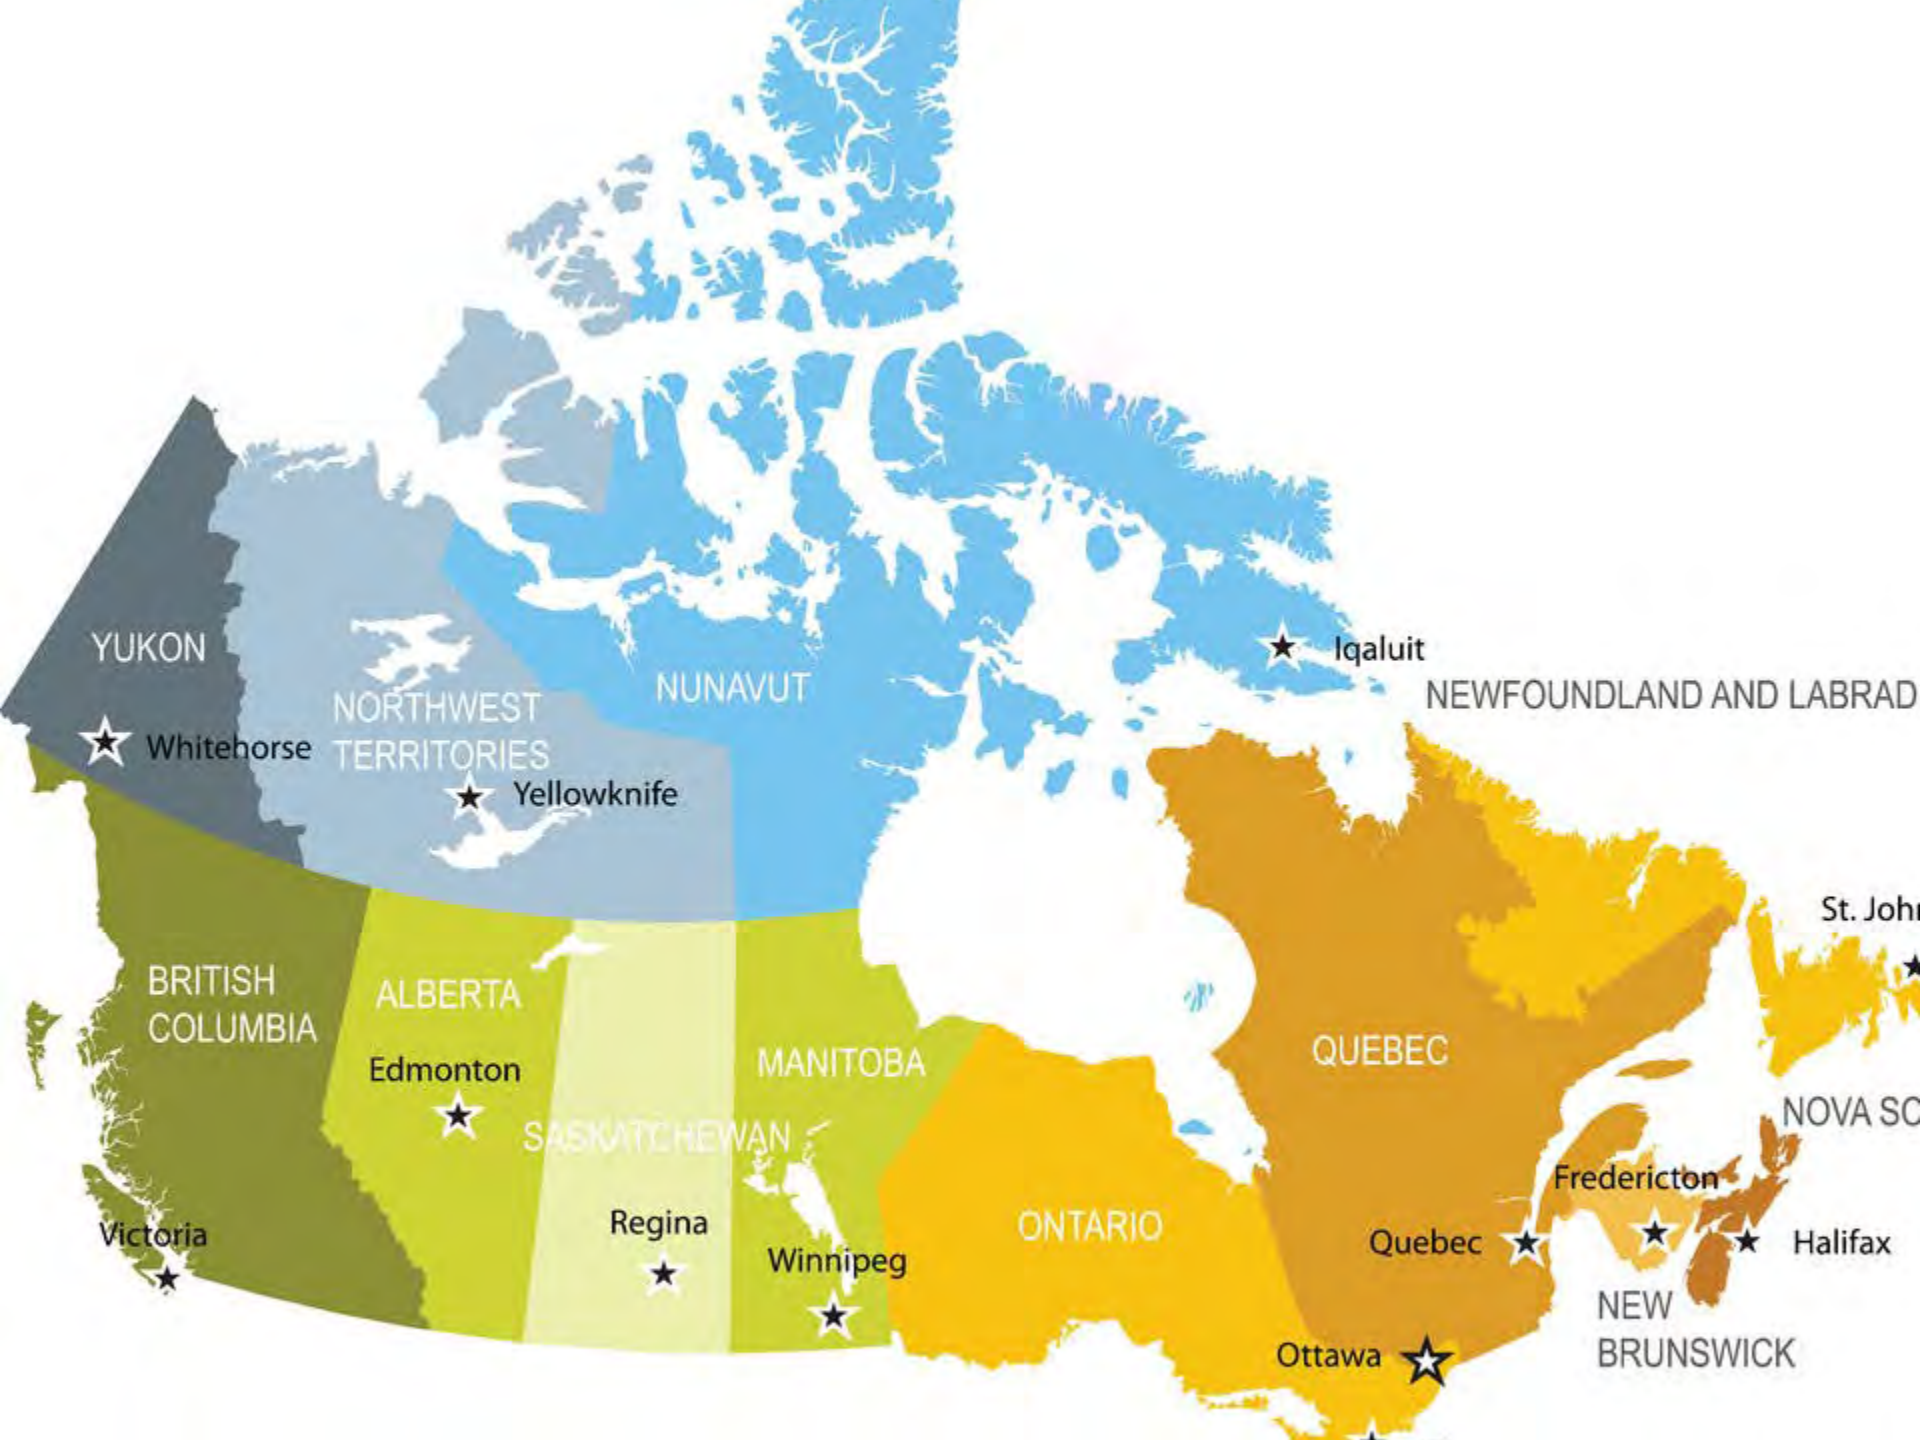 YUKON
Whitehorse
NORTHWEST
TERRITORIES
Yellowknife
NUNAVUT
Iqaluit
NEWFOUNDLAND AND LABRAD
St. John
BRITISH
COLUMBIA
ALBERTA
Edmonton
SASKATCHEWAN
MANITOBA
QUEBEC
NOVA SC
Fredericton
Victoria
Regina
Winnipeg
ONTARIO
Quebec
Halifax
NEW
BRUNSWICK
Ottawa